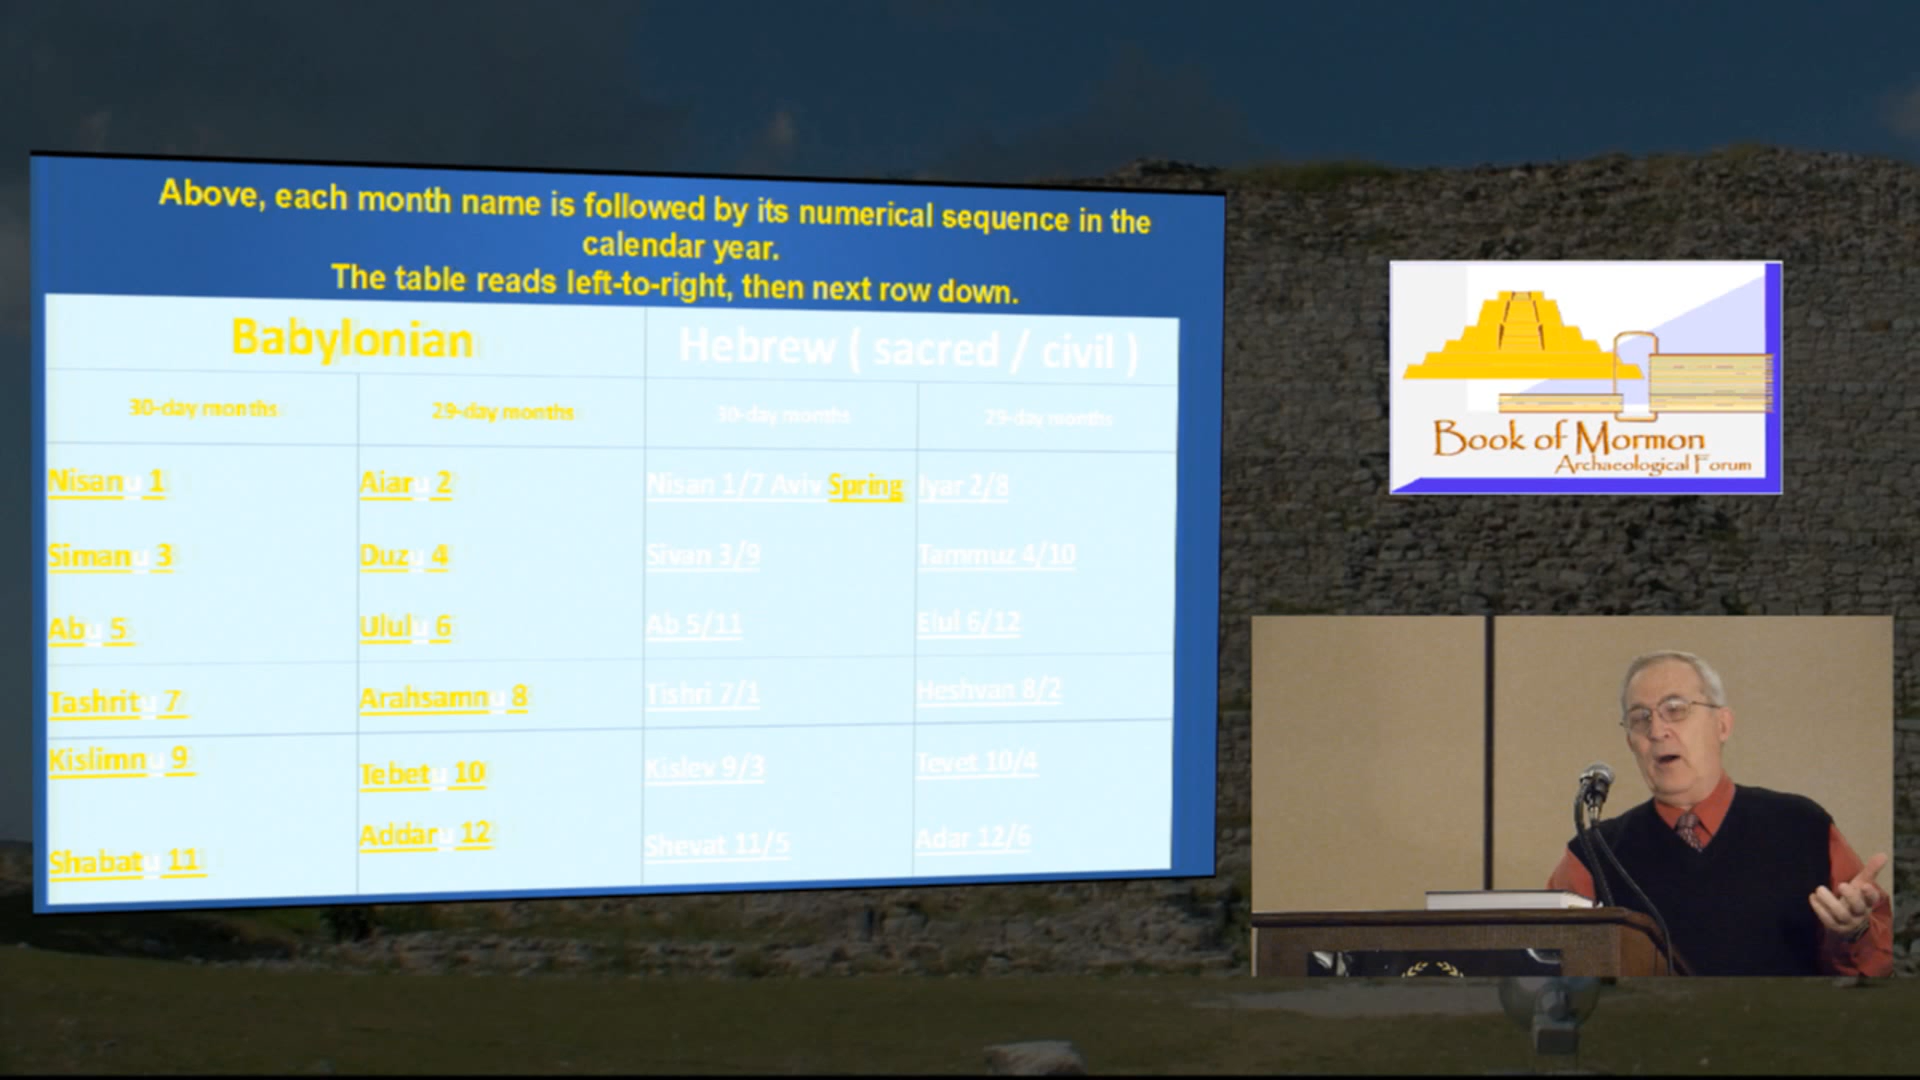 Above, each month name is followed by its numerical sequence in the
calendar year.
The table reads left-to-right, then next row down.
Babylonian Hebrew ( sacred / civil )
30-day months 29-day months 30-day months 29-day months
Nisanu 1 Aiaru 2 Nisan 1/7 Aviv Spring Iyar 2/8
Simanu 3 Duzu 4 Sivan 3/9 Tammuz 4/10
Abu 5 Ululu 6 Ab 5/11 Elul 6/12
Tashritu 7 Arahsamnu 8 Tishri 7/1 Heshvan 8/2
Kislimnu 9 Tebetu 10 Kislev 9/3 Tevet 10/4
Shabatu 11 Addaru 12 Shevat 11/5 Adar 12/6
Book of Mormon
Archaeological Forum